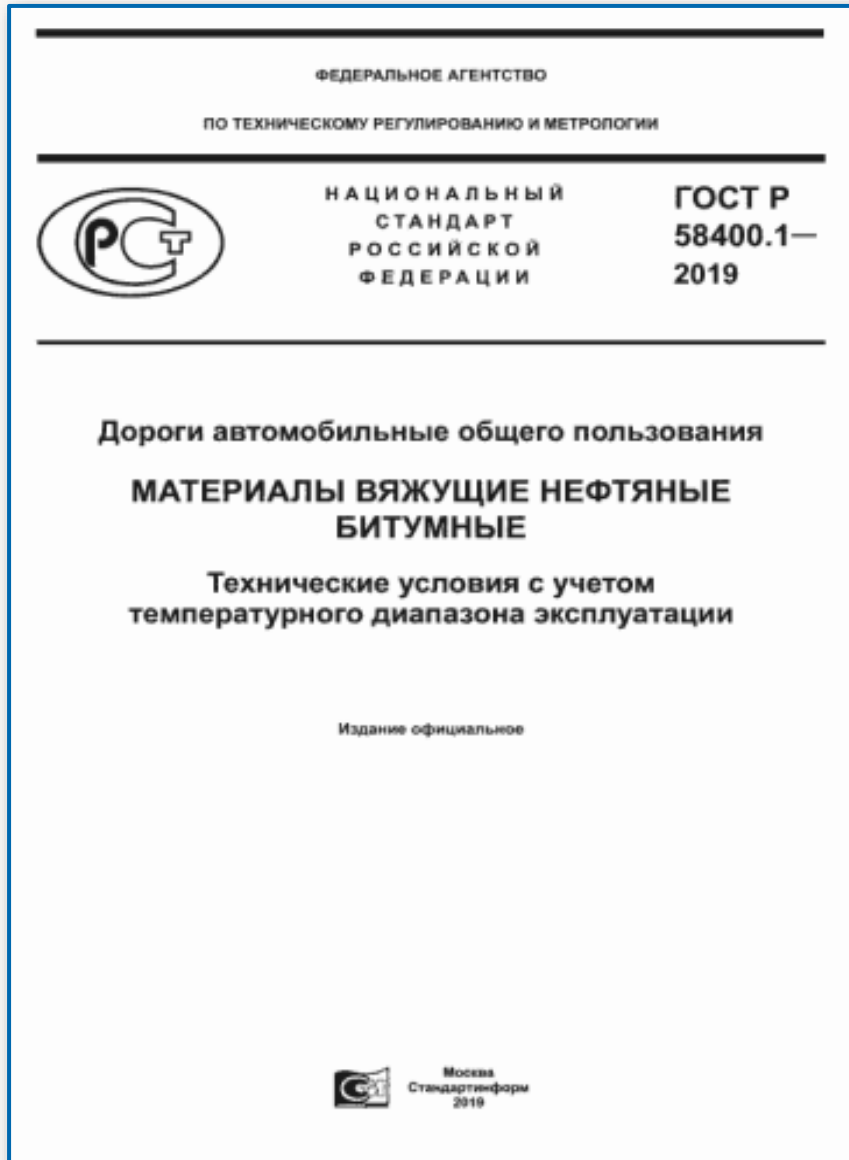 ФЕДЕРАЛЬНОЕ АГЕНТСТВО
ПО ТЕХНИЧЕСКОМУ РЕГУЛИРОВАНИЮ И МЕТРОЛОГИИ
РСТ
НАЦИОНАЛЬНЫЙ
СТАНДАРТ
РОССИЙСКОЙ
ФЕДЕРАЦИИ
ГОСТ Р
58400.1—
2019
Дороги автомобильные общего пользования
МАТЕРИАЛЫ ВЯЖУЩИЕ НЕФТЯНЫЕ
БИТУМНЫЕ
Технические условия с учетом
температурного диапазона эксплуатации
Издание официальное
Москва
Стандартинформ
2019